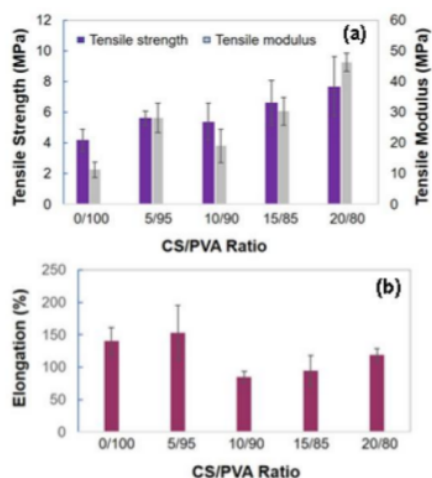 (a)
Tensile strength Tensile modulus
Tensile Strength (MPa)
12
10
8
6
4
2
0
Tensile Modulus (MPa)
60
50
40
30
20
10
0
0/100 5/95 10/90 15/85 20/80
CS/PVA Ratio
(b)
Elongation (%)
250
200
150
100
50
0
0/100 5/95 10/90 15/85 20/80
CS/PVA Ratio